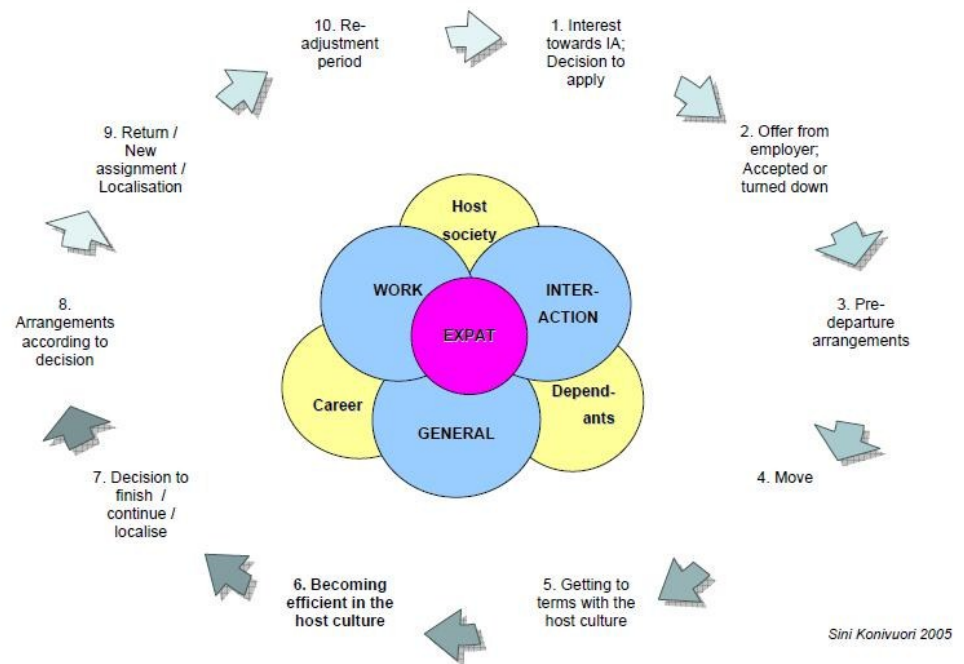 10. Re-
adjustment
period
1. Interest
towards IA;
Decision to
apply
2. Offer from
employer;
Accepted or
turned down
3. Pre-
departure
arrangements
4. Move
5. Getting to
terms with the
host culture
6. Becoming
efficient in the
host culture
7. Decision to
finish /
continue /
localise
8.
Arrangements
according to
decision
9. Return /
New
assignment /
Localisation
Host
society
WORK
INTER-
ACTION
EXPAT
Career
GENERAL
Depend-
ants
Sini Konivuori 2005